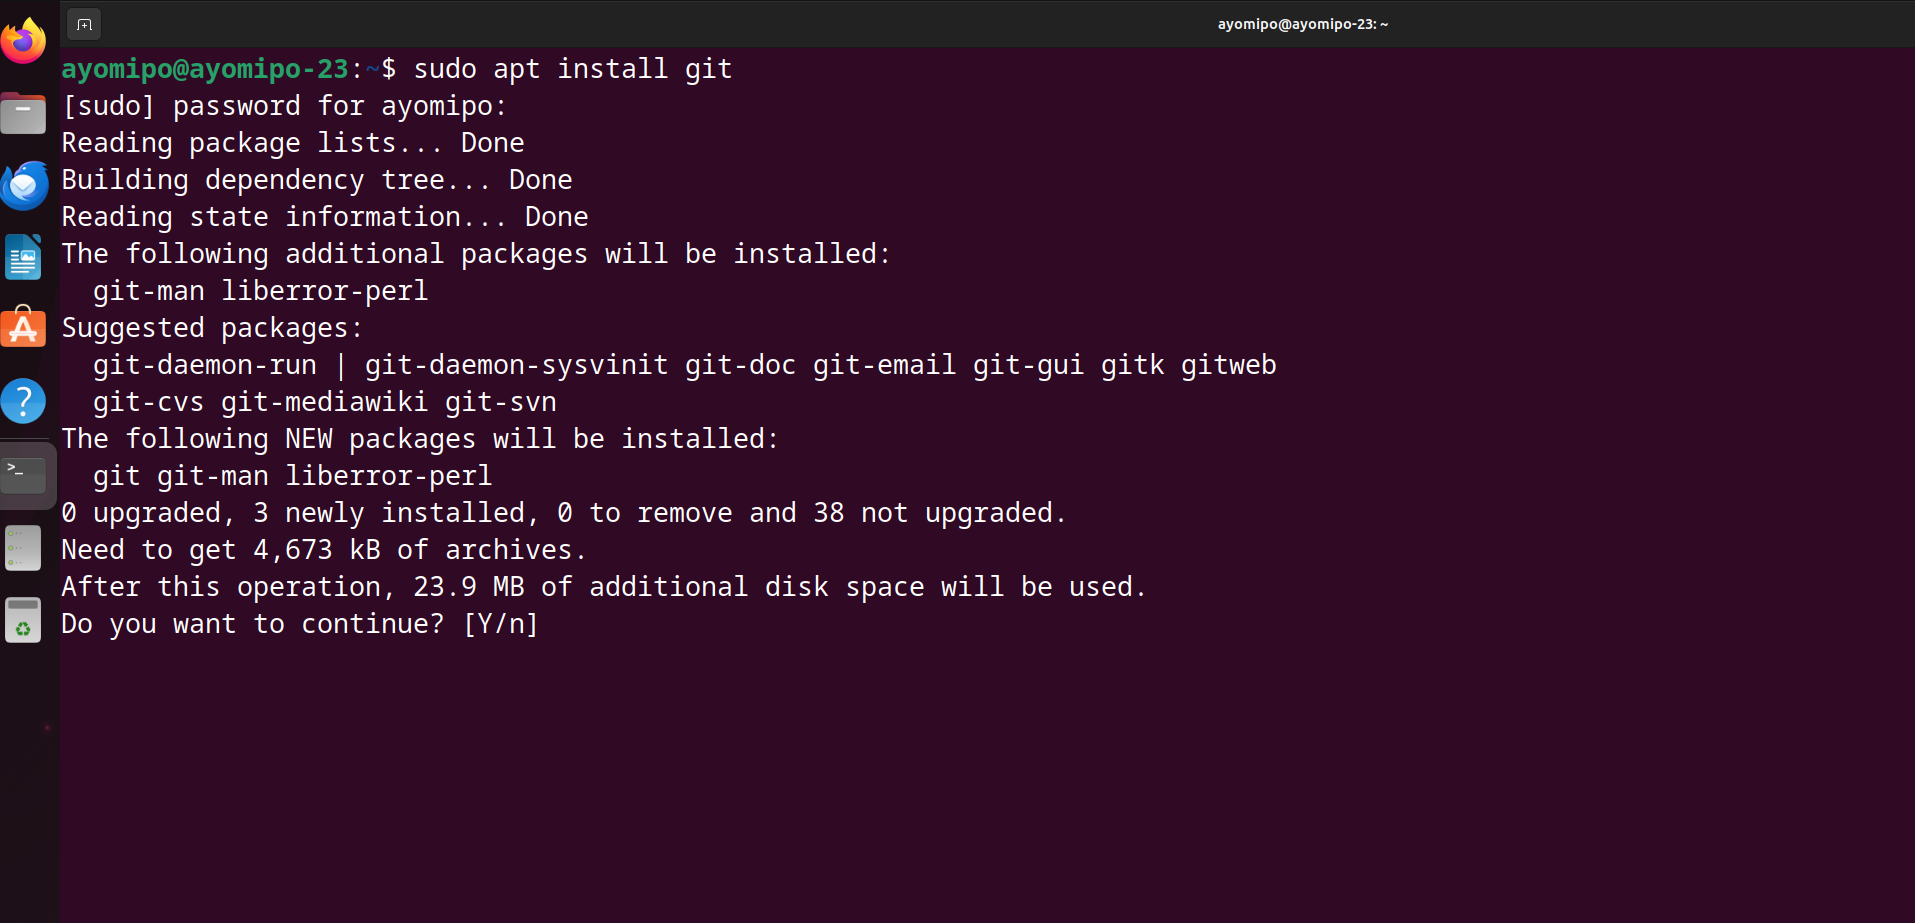 ayomipo@ayomipo-23: ~
ayomipo@ayomipo-23:~$ sudo apt install git
[sudo] password for ayomipo:
Reading package lists... Done
Building dependency tree... Done
Reading state information... Done
The following additional packages will be installed:
  git-man liberror-perl
Suggested packages:
  git-daemon-run | git-daemon-sysvinit git-doc git-email git-gui gitk gitweb
  git-cvs git-mediawiki git-svn
The following NEW packages will be installed:
  git git-man liberror-perl
0 upgraded, 3 newly installed, 0 to remove and 38 not upgraded.
Need to get 4,673 kB of archives.
After this operation, 23.9 MB of additional disk space will be used.
Do you want to continue? [Y/n]